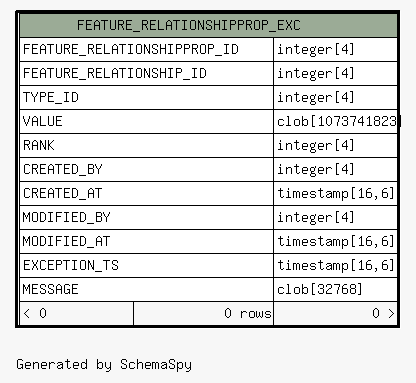 FEATURE_RELATIONSHIPPROP_EXC
FEATURE_RELATIONSHIPPROP_ID integer[4]
FEATURE_RELATIONSHIP_ID integer[4]
TYPE_ID integer[4]
VALUE clob[1073741823]
RANK integer[4]
CREATED_BY integer[4]
CREATED_AT timestamp[16,6]
MODIFIED_BY integer[4]
MODIFIED_AT timestamp[16,6]
EXCEPTION_TS timestamp[16,6]
MESSAGE clob[32768]
< 0 0 rows 0 >
Generated by SchemaSpy